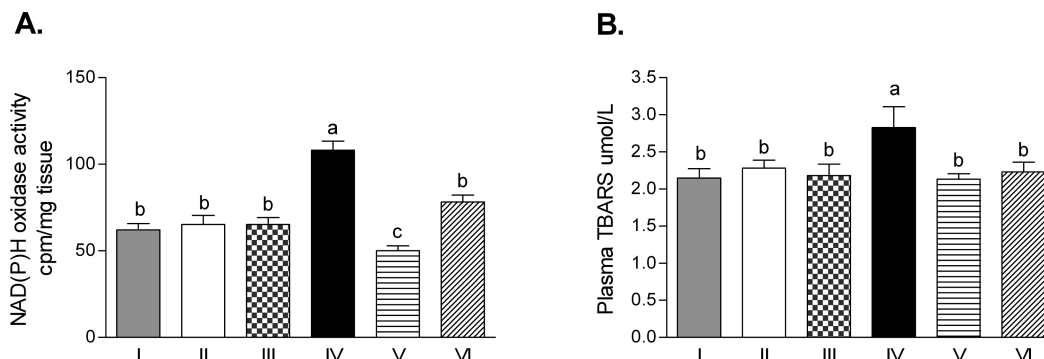 A.
NAD(P)H oxidase activity
cpm/mg tissue
150
100
50
0
b
b
b
a
c
b
I
II
III
IV
V
VI
B.
Plasma TBARS umol/L
3.5
3.0
2.5
2.0
1.5
1.0
0.5
0.0
b
b
b
a
b
b
I
II
III
IV
V
VI